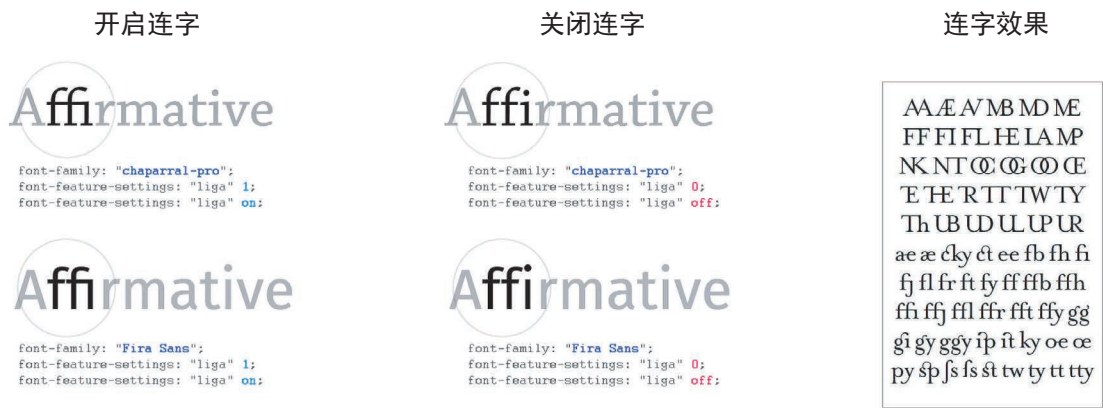 开启连字
关闭连字
连字效果
Affirmative
font-family: "chaparral-pro";
font-feature-settings: "liga" 1;
font-feature-settings: "liga" on;
Affirmative
font-family: "Fira Sans";
font-feature-settings: "liga" 1;
font-feature-settings: "liga" on;
Affirmative
font-family: "chaparral-pro";
font-feature-settings: "liga" 0;
font-feature-settings: "liga" off;
Affirmative
font-family: "Fira Sans";
font-feature-settings: "liga" 0;
font-feature-settings: "liga" off;
AA Æ AV MB MD ME
FF FI FL HE LA MP
NK NT OC OG OO Œ
TE THE TR TT TW TY
Th UB UD UL UP UR
ae æ cky ct ee fb fh fi
fj fl fr ft fy ff ffb ffh
ffi ffj ffl ffr fft ffy gg
gi gy ggy ip it ky oe œ
py sp ſs fs st tw ty tt tty